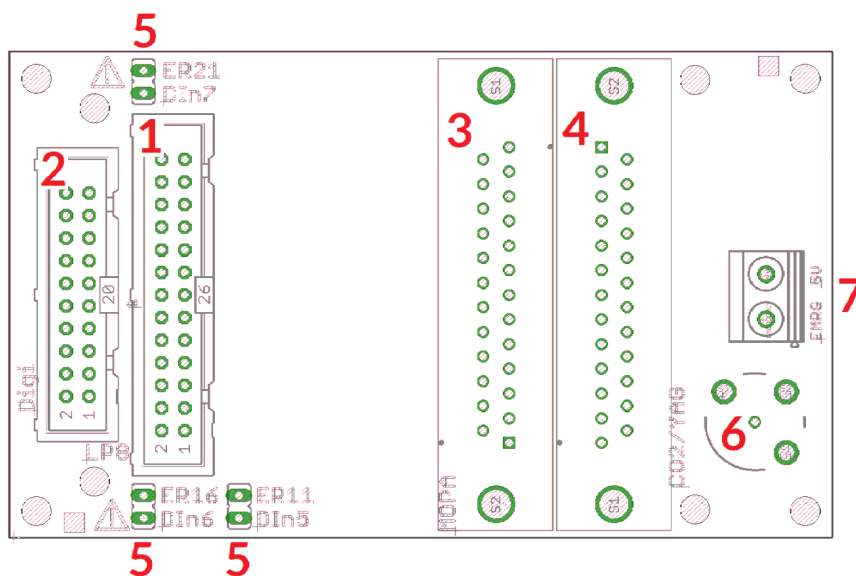 5
ER21
Din7
S1
S2
1
3
4
2
20
26
5V
EMRG
7
Digi
2
1
LP8
2
1
6
CO2/YAG
MOPA
ER16
Din6
ER11
Din5
S2
S1
5
5